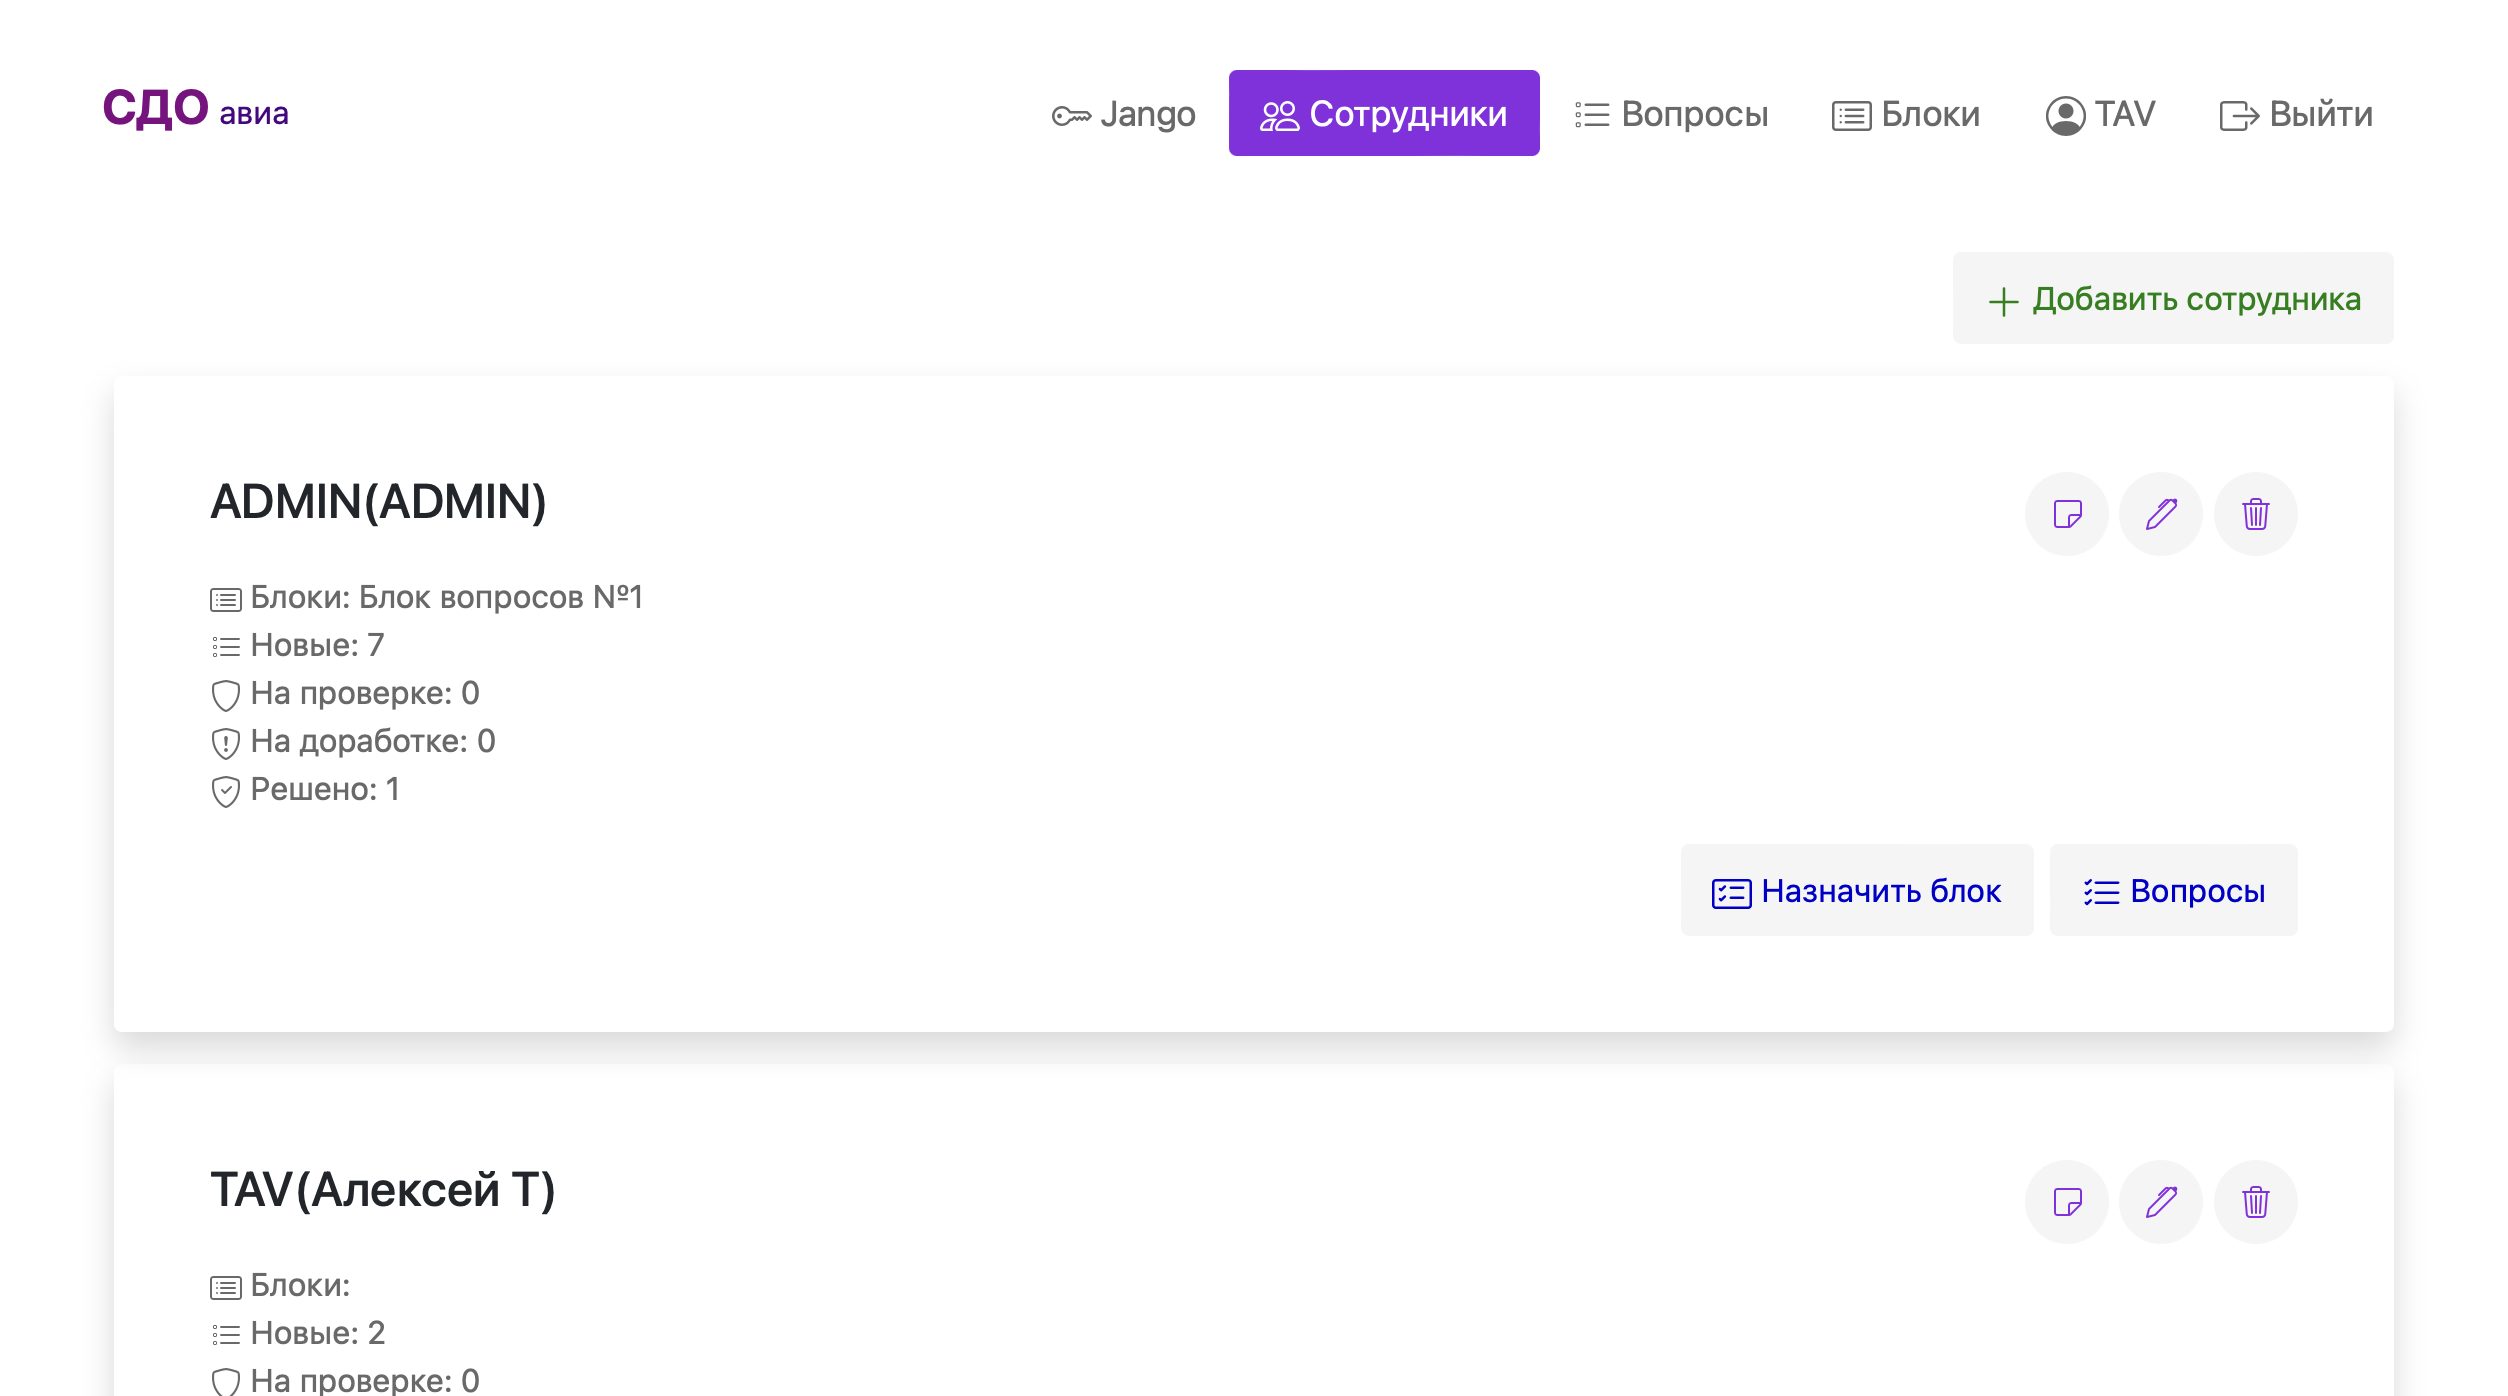 СДО авиа
Jango
Сотрудники
Вопросы
Блоки
TAV
Выйти
Добавить сотрудника
ADMIN(ADMIN)
Блоки: Блок вопросов №1
Новые: 7
На проверке: 0
На доработке: 0
Решено: 1
Назначить блок
Вопросы
TAV(Алексей Т)
Блоки:
Новые: 2
На проверке: 0